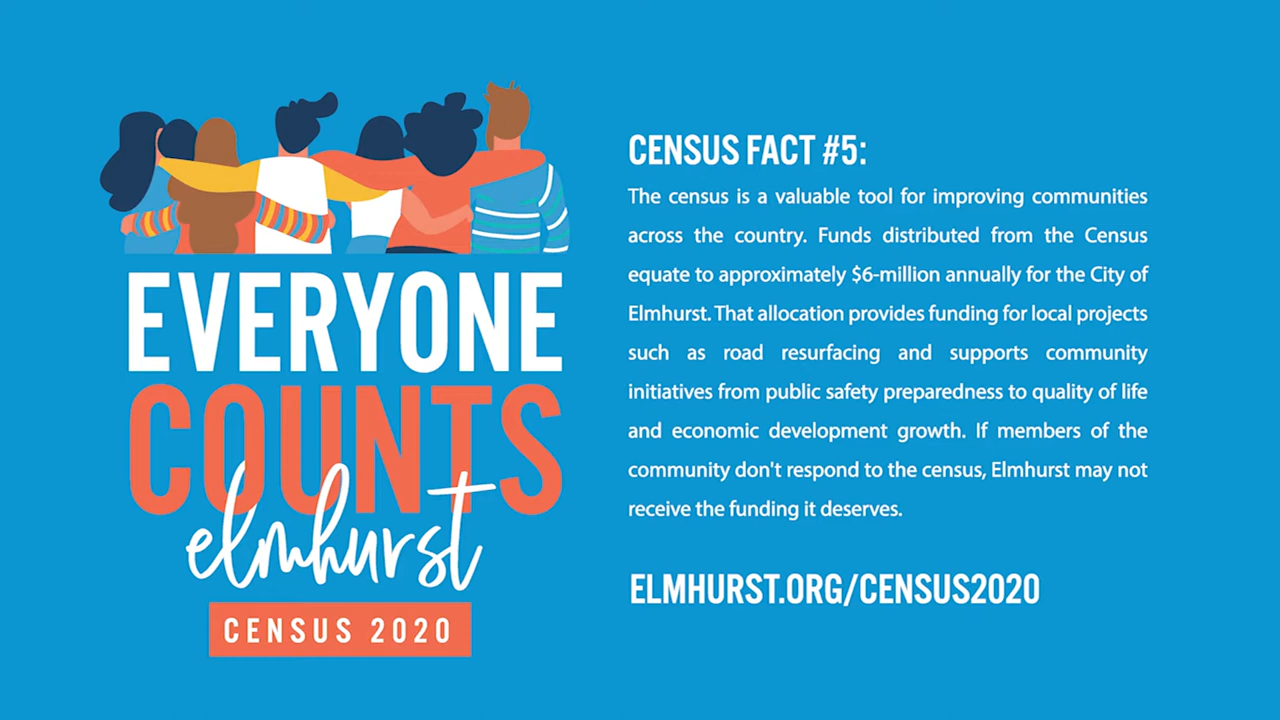 EVERYONE
COUNTS
elmhurst
CENSUS 2020
CENSUS FACT #5:
The census is a valuable tool for improving communities
across the country. Funds distributed from the Census
equate to approximately $6-million annually for the City of
Elmhurst. That allocation provides funding for local projects
such as road resurfacing and supports community
initiatives from public safety preparedness to quality of life
and economic development growth. If members of the
community don't respond to the census, Elmhurst may not
receive the funding it deserves.
ELMHURST.ORG/CENSUS2020